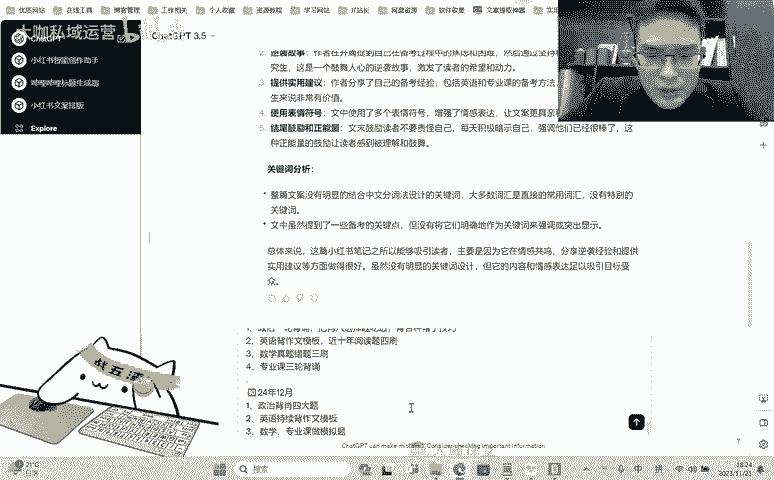 优质网站 在线工具 博客管理 工作相关 个人收藏 资源教程 学习网站 IT站长 网盘资源 软件收集 文案提取神器
大咖私域运营
ChatGPT
ChatGPT 3.5
小红书智能创作助手
哔哩哔哩标题生成器
小红书文案排版
Explore
2. 逆袭故事：作者在开篇提到自己在备考过程中的焦虑和困难，然后通过坚持
究生，这是一个鼓舞人心的逆袭故事，激发了读者的希望和动力。
3. 提供实用建议：作者分享了自己的备考经验，包括英语和专业课的备考方法，
生来说非常有价值。
4. 使用表情符号：文中使用了多个表情符号，增强了情感表达，让文案更具亲
5. 结尾鼓励和正能量：文末鼓励读者不要责怪自己，每天积极暗示自己，强调他们已经很棒了，这
种正能量的鼓励让读者感到被理解和鼓舞。
关键词分析：
整篇文案没有明显的结合中文分词法设计的关键词，大多数词汇是直接的常用词汇，没有特别的
关键词。
文中虽然提到了一些备考的关键点，但没有将它们明确地作为关键词来强调或突出显示。
总体来说，这篇小红书笔记之所以能够吸引读者，主要是因为它在情感共鸣、分享逆袭经验和提供
实用建议等方面做得很好。虽然没有明显的关键词设计，但它的内容和情感表达足以吸引目标受
众。
2、英语背作文模板，近十年阅读题四刷
3、数学真题错题三刷
4、专业课三轮背诵
24年12月
1、政治背肖四大题
2、英语持续背作文模板
3、数学、专业课做模拟题
ChatGPT can make mistakes. Consider checking important information
战五渣
21°C
搜索
中 拼
18:24
2023/11/21